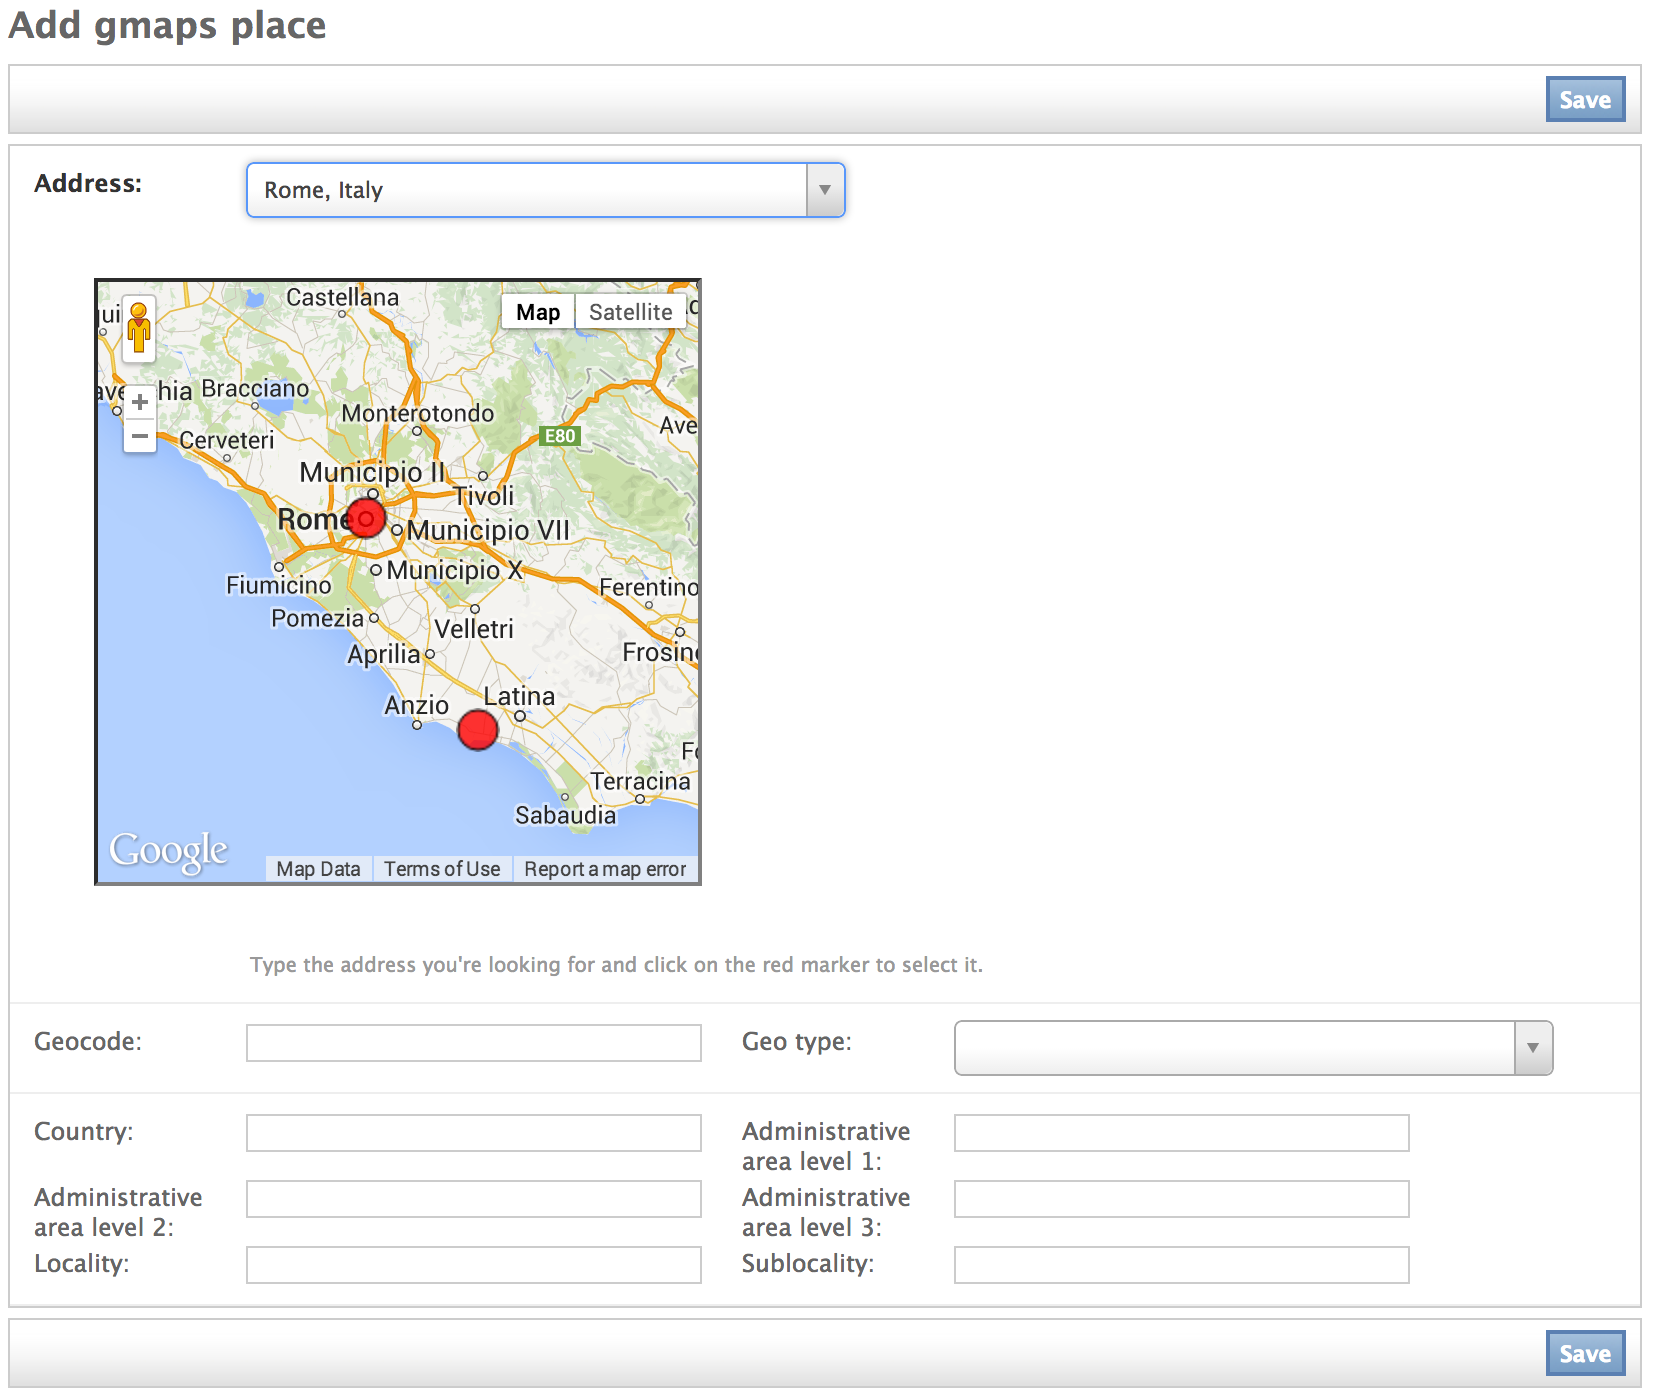 Add gmaps place
Save
Address:
Rome, Italy
Castellana
Map
Satellite
Bracciano
Monterotondo
E80
Ave
Cerveteri
Municipio II
Tivoli
Rome
Municipio VII
Municipio X
Fiumicino
Ferentino
Pomezia
Velletri
Aprilia
Frosin
Latina
Anzio
Terracina
Sabaudia
Google
Map Data
Terms of Use
Report a map error
Type the address you're looking for and click on the red marker to select it.
Geocode:
Geo type:
Country:
Administrative
area level 1:
Administrative
area level 2:
Administrative
area level 3:
Locality:
Sublocality:
Save